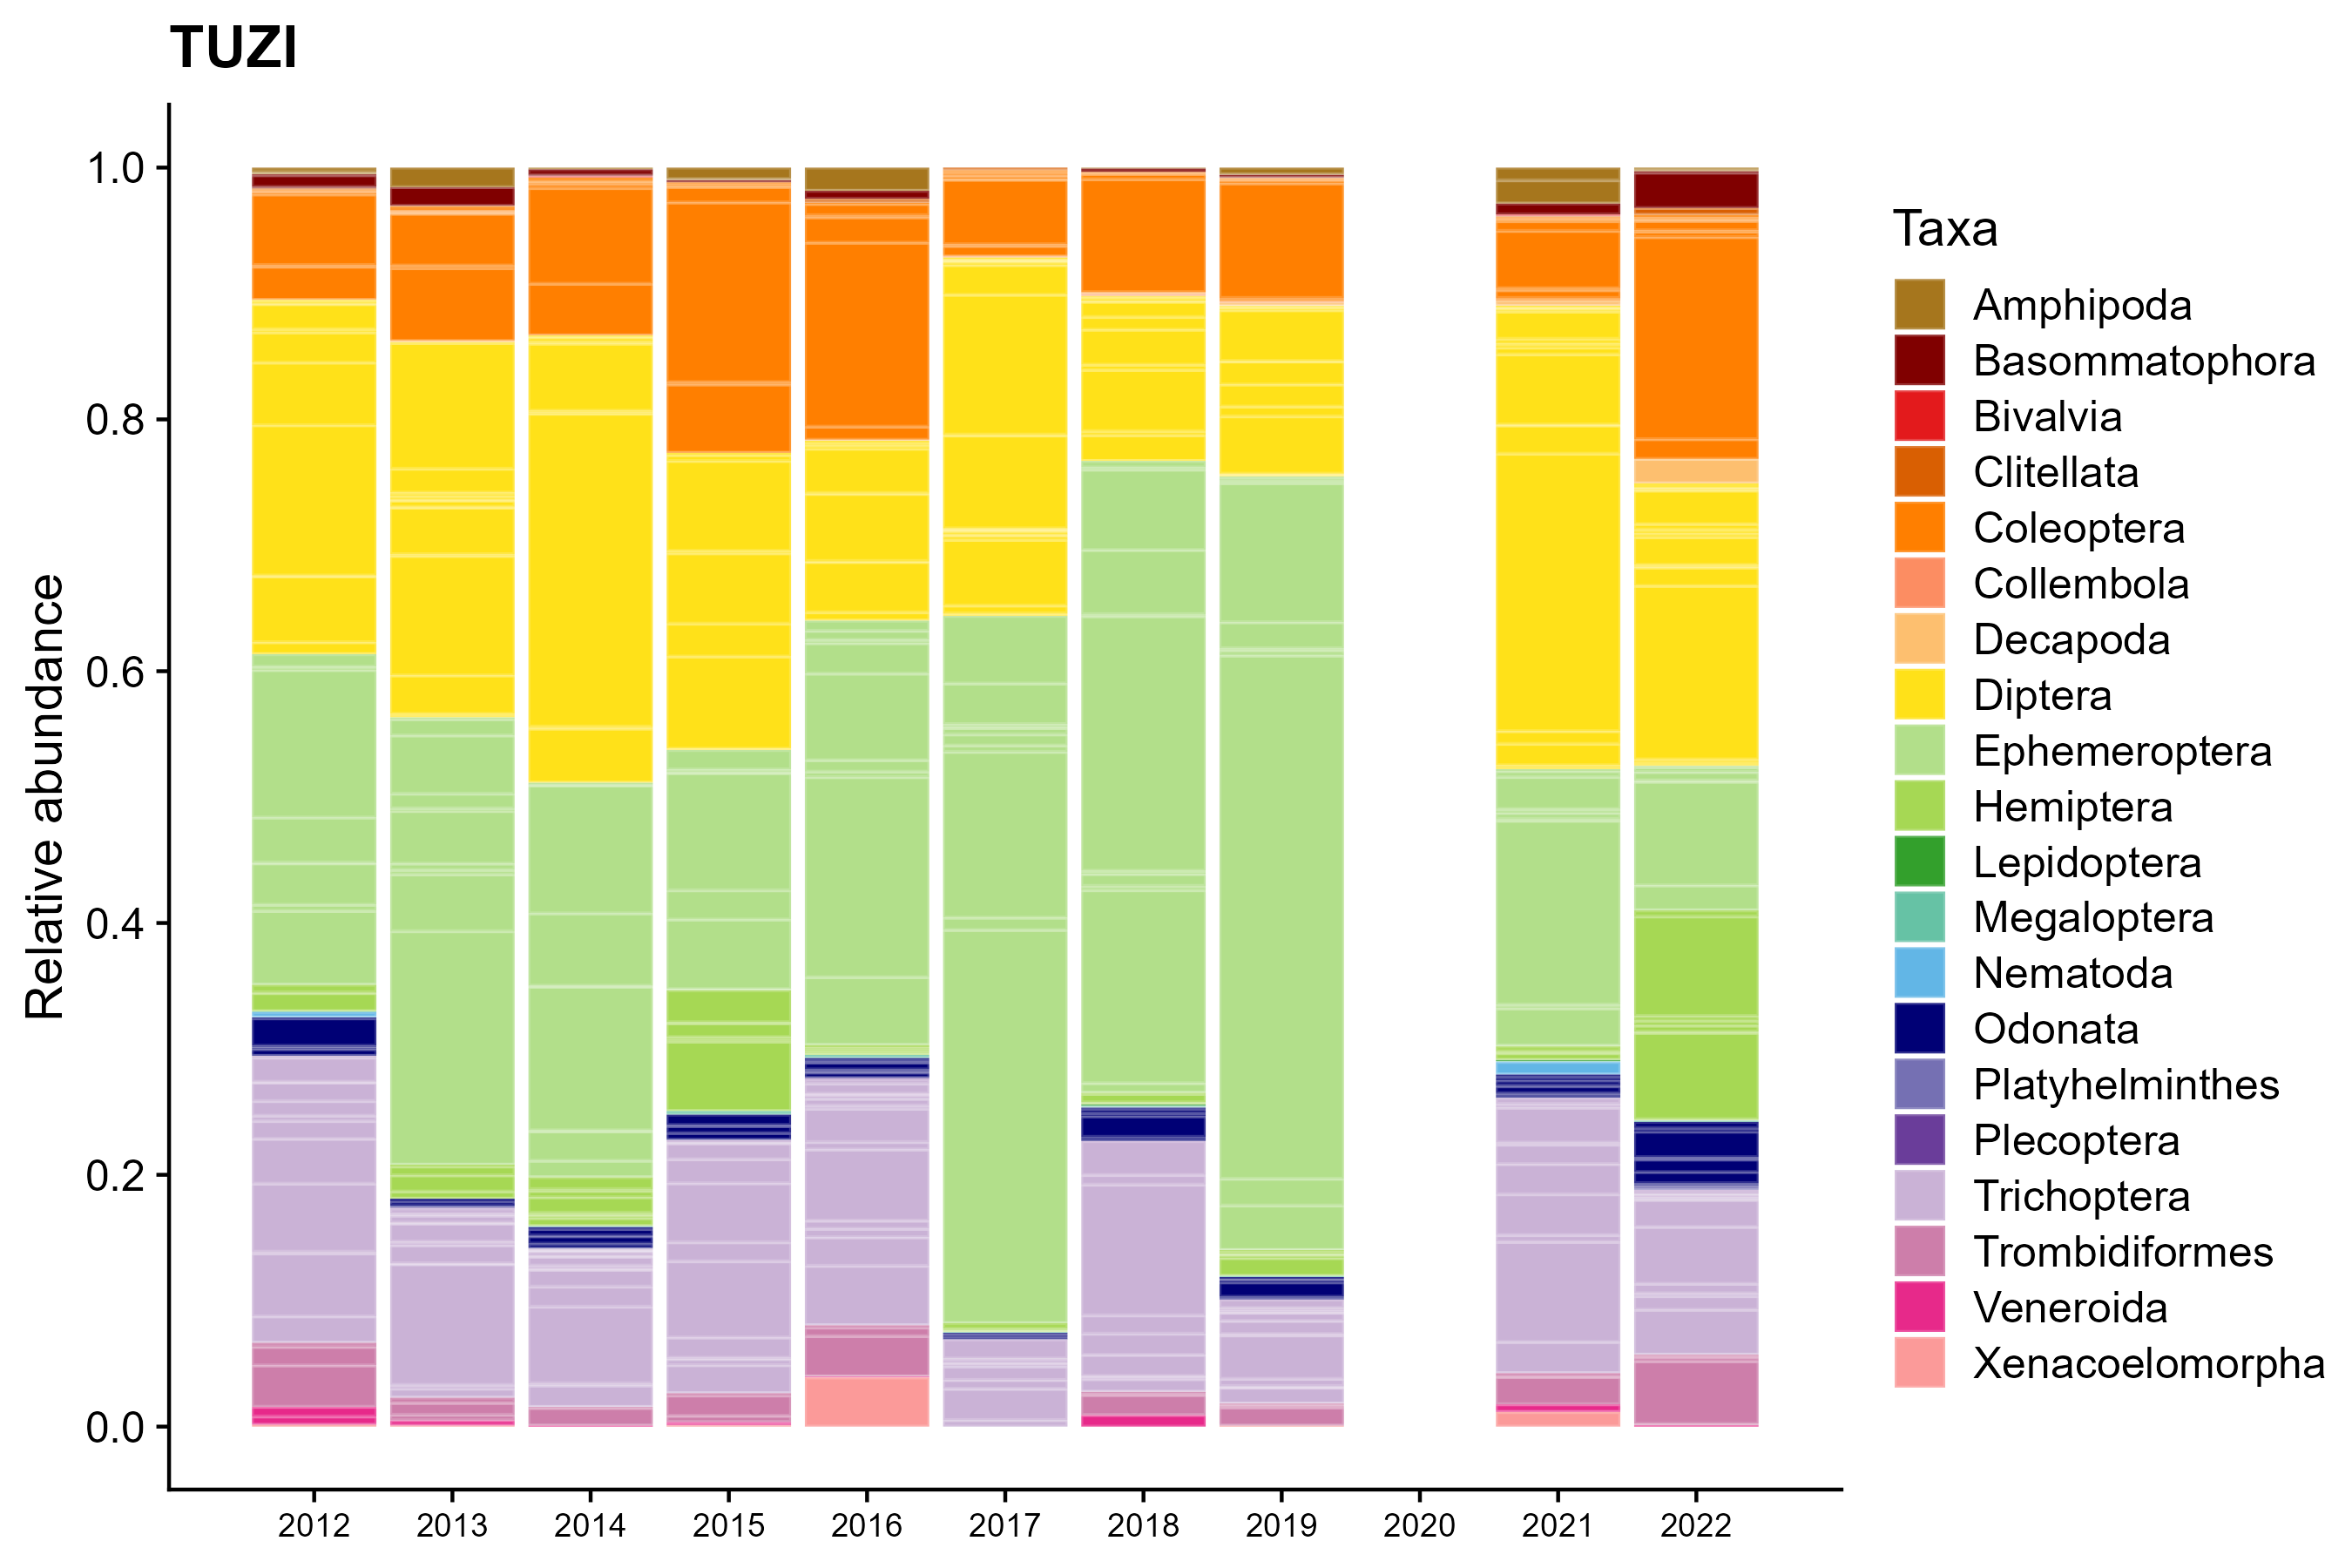 TUZI
1.0
0.8
0.6
0.4
0.2
0.0
Relative abundance
2012 2013 2014 2015 2016 2017 2018 2019 2020 2021 2022
Taxa
Amphipoda
Basommatophora
Bivalvia
Clitellata
Coleoptera
Collembola
Decapoda
Diptera
Ephemeroptera
Hemiptera
Lepidoptera
Megaloptera
Nematoda
Odonata
Platyhelminthes
Plecoptera
Trichoptera
Trombidiformes
Veneroida
Xenacoelomorpha